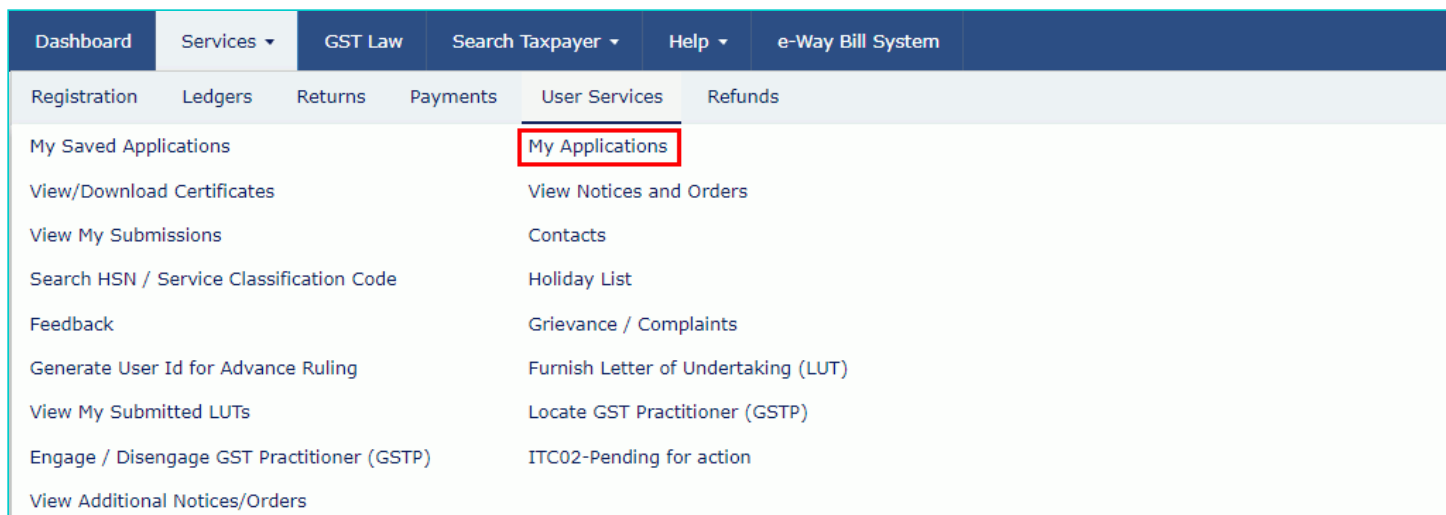 Dashboard Services GST Law Search Taxpayer Help e-Way Bill System
Registration Ledgers Returns Payments User Services Refunds
My Saved Applications My Applications
View/Download Certificates View Notices and Orders
View My Submissions Contacts
Search HSN / Service Classification Code Holiday List
Feedback Grievance / Complaints
Generate User Id for Advance Ruling Furnish Letter of Undertaking (LUT)
View My Submitted LUTs Locate GST Practitioner (GSTP)
Engage / Disengage GST Practitioner (GSTP) ITC02-Pending for action
View Additional Notices/Orders